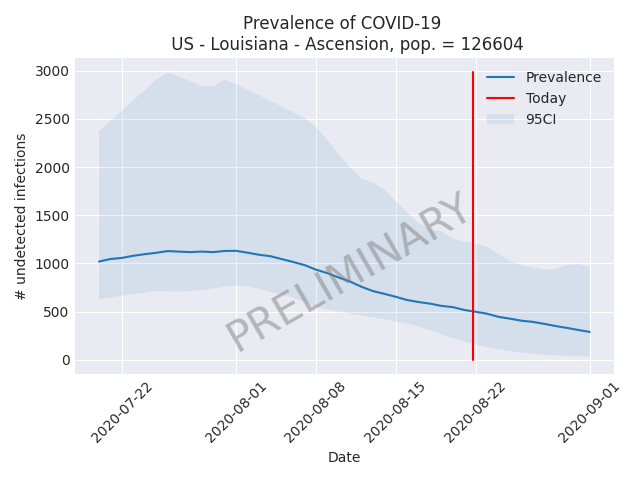 Prevalence of COVID-19
US - Louisiana - Ascension, pop. = 126604
3000
2500
2000
1500
1000
500
0
# undetected infections
Prevalence
Today
95CI
PRELIMINARY
2020-07-22
2020-08-01
2020-08-08
2020-08-15
2020-08-22
2020-09-01
Date